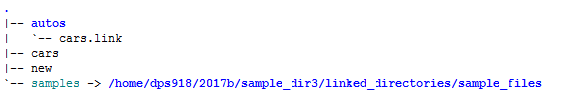 .
|-- autos
|   `-- cars.link
|-- cars
|-- new
`-- samples -> /home/dps918/2017b/sample_dir3/linked_directories/sample_files